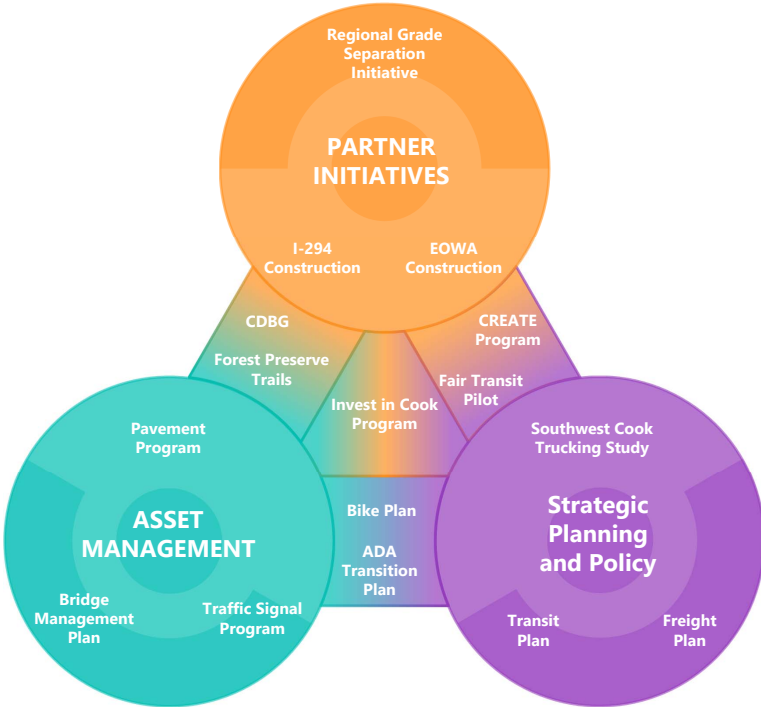 Regional Grade
Separation
Initiative
PARTNER
INITIATIVES
I-294
Construction
EOWA
Construction
CDBG
Forest Preserve
Trails
CREATE
Program
Fair Transit
Pilot
Invest in Cook
Program
Pavement
Program
ASSET
MANAGEMENT
Bridge
Management
Plan
Traffic Signal
Program
Bike Plan
ADA
Transition
Plan
Southwest Cook
Trucking Study
Strategic
Planning
and Policy
Transit
Plan
Freight
Plan